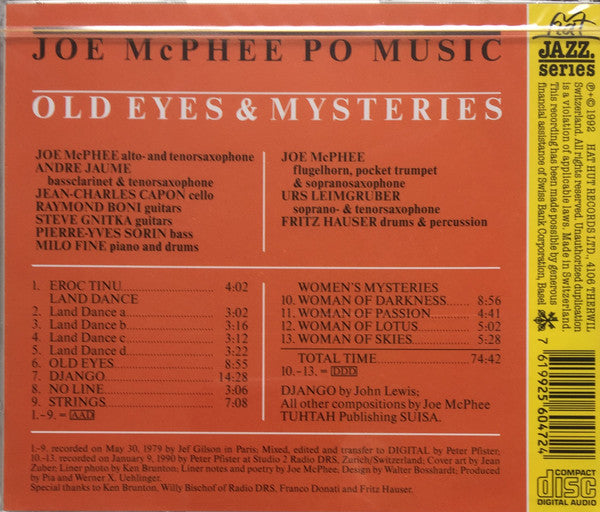 JOE McPHEE PO MUSIC
OLD EYES & MYSTERIES
JOE McPHEE alto- and tenorsaxophone
ANDRE JAUME
bassclarinet & tenorsaxophone
JEAN-CHARLES CAPON cello
RAYMOND BONI guitars
STEVE GNITKA guitars
PIERRE-YVES SORIN bass
MILO FINE piano and drums
JOE McPHEE
flugelhorn, pocket trumpet
& sopranosaxophone
URS LEIMGRUBER
soprano- & tenorsaxophone
FRITZ HAUSER drums & percussion
1. EROC TINU 4:02
LAND DANCE
2. Land Dance a 3:02
3. Land Dance b 3:16
4. Land Dance c 3:12
5. Land Dance d 3:22
6. OLD EYES 8:55
7. DJANGO 14:28
8. NO LINE 3:06
9. STRINGS 7:08
1.-9. = AAD
WOMEN'S MYSTERIES
10. WOMAN OF DARKNESS 8:56
11. WOMAN OF PASSION 4:41
12. WOMAN OF LOTUS 5:02
13. WOMAN OF SKIES 5:28
TOTAL TIME 74:42
10.-13. = DDD
DJANGO by John Lewis;
All other compositions by Joe McPhee
TUHTAH Publishing SUISA.
1.-9. recorded on May 30, 1979 by Jef Gilson in Paris; Mixed, edited and transfer to DIGITAL by Peter Pfister;
10.-13. recorded on January 9, 1990 by Peter Pfister at Studio 2 Radio DRS, Zurich/Switzerland; Cover art by Jean
Zuber; Liner photo by Ken Brunton; Liner notes and poetry by Joe McPhee, Design by Walter Bosshardt; Produced
by Pia and Werner X. Uehlinger.
Special thanks to Ken Brunton, Willy Bischof of Radio DRS, Franco Donati and Fritz Hauser.
hat
JAZZ.
series
℗+© 1992 HAT HUT RECORDS LTD., 4106 THERWIL
Switzerland. All rights reserved. Unauthorized duplication
is a violation of applicable laws. Made in Switzerland.
This recording has been made possible by generous
financial assistance of Swiss Bank Corporation, Basel
7 619925 604724
COMPACT
disc
DIGITAL AUDIO